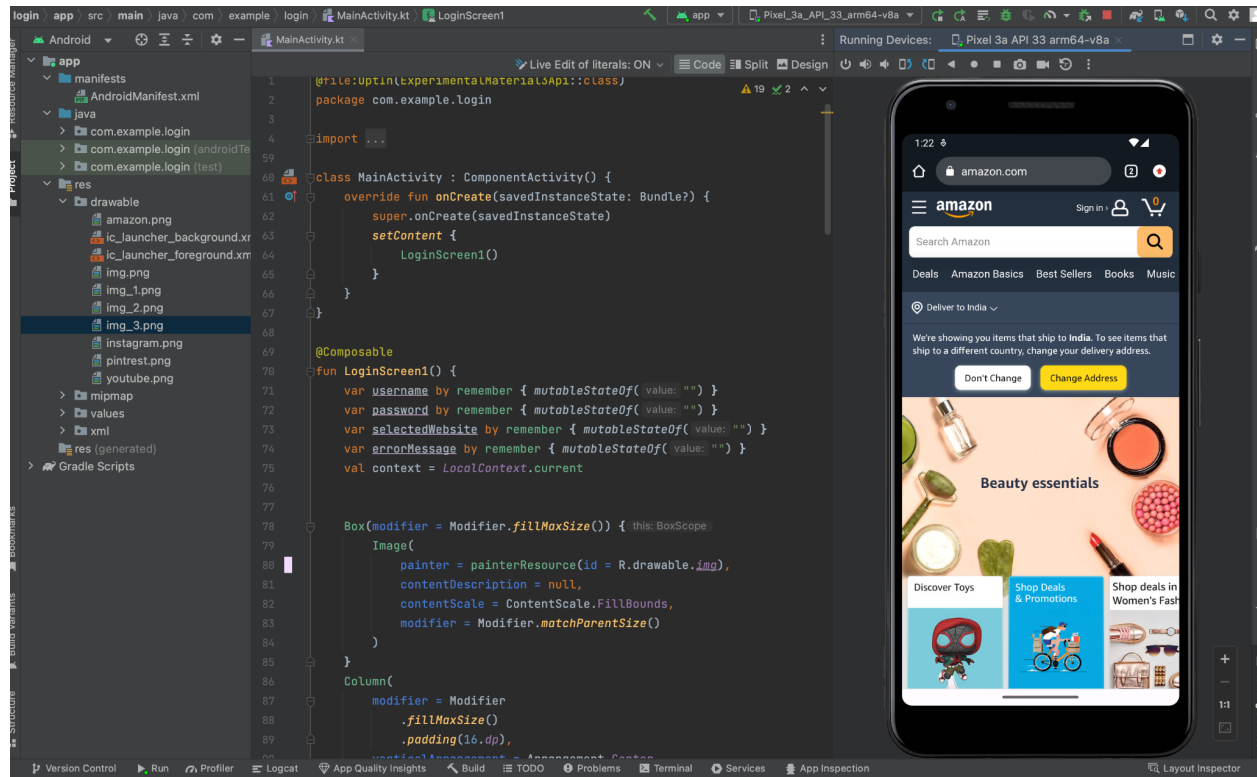 login app src main java com example login MainActivity.kt LoginScreen1
app Pixel_3a_API_33_arm64-v8a
Android
MainActivity.kt
Running Devices: Pixel 3a API 33 arm64-v8a
Resource Manager
Project
Bookmarks
Build Variants
Structure
app
manifests
AndroidManifest.xml
java
com.example.login
com.example.login (androidTe
com.example.login (test)
res
drawable
amazon.png
ic_launcher_background.xr
ic_launcher_foreground.xm
img.png
img_1.png
img_2.png
img_3.png
instagram.png
pintrest.png
youtube.png
mipmap
values
xml
res (generated)
Gradle Scripts
Live Edit of literals: ON Code Split Design
19 2
1 @file:OptIn(ExperimentalMaterial3Api::class)
2 package com.example.login
3
4 import ...
59
60 class MainActivity : ComponentActivity() {
61 override fun onCreate(savedInstanceState: Bundle?) {
62 super.onCreate(savedInstanceState)
63 setContent {
64 LoginScreen1()
65 }
66 }
67 }
68
69 @Composable
70 fun LoginScreen1() {
71 var username by remember { mutableStateOf( value: "") }
72 var password by remember { mutableStateOf( value: "") }
73 var selectedWebsite by remember { mutableStateOf( value: "") }
74 var errorMessage by remember { mutableStateOf( value: "") }
75 val context = LocalContext.current
76
77
78 Box(modifier = Modifier.fillMaxSize()) { this: BoxScope
79 Image(
80 painter = painterResource(id = R.drawable.img),
81 contentDescription = null,
82 contentScale = ContentScale.FillBounds,
83 modifier = Modifier.matchParentSize()
84 )
85 }
86 Column(
87 modifier = Modifier
88 .fillMaxSize()
89 .padding(16.dp),
verticalArrangement = Arrangement.Center
1:22
amazon.com 2
amazon Sign in › 0
Search Amazon
Deals Amazon Basics Best Sellers Books Music
Deliver to India
We're showing you items that ship to India. To see items that
ship to a different country, change your delivery address.
Don't Change Change Address
Beauty essentials
Discover Toys
Shop Deals
& Promotions
Shop deals in
Women's Fash
1:1
Version Control Run Profiler Logcat App Quality Insights Build TODO Problems Terminal Services App Inspection Layout Inspector